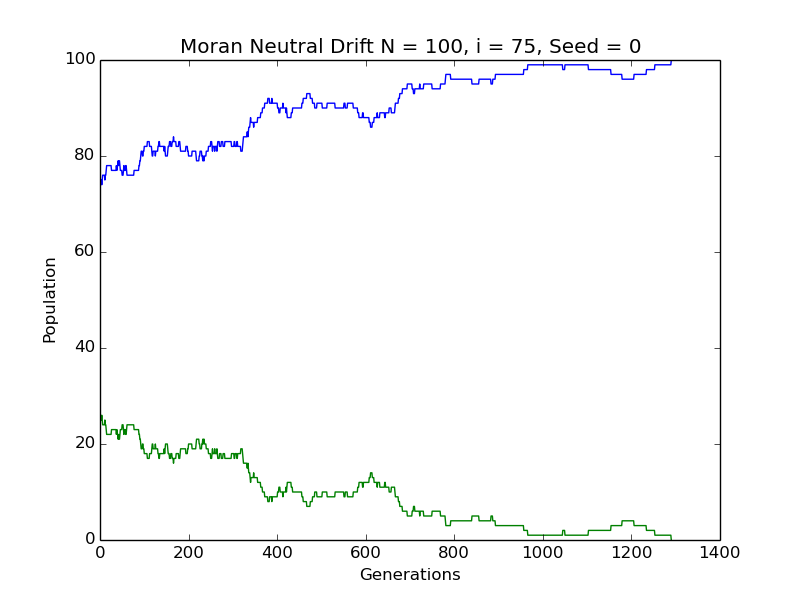 Moran Neutral Drift N = 100, i = 75, Seed = 0
100
80
60
40
20
0
Population
0 200 400 600 800 1000 1200 1400
Generations